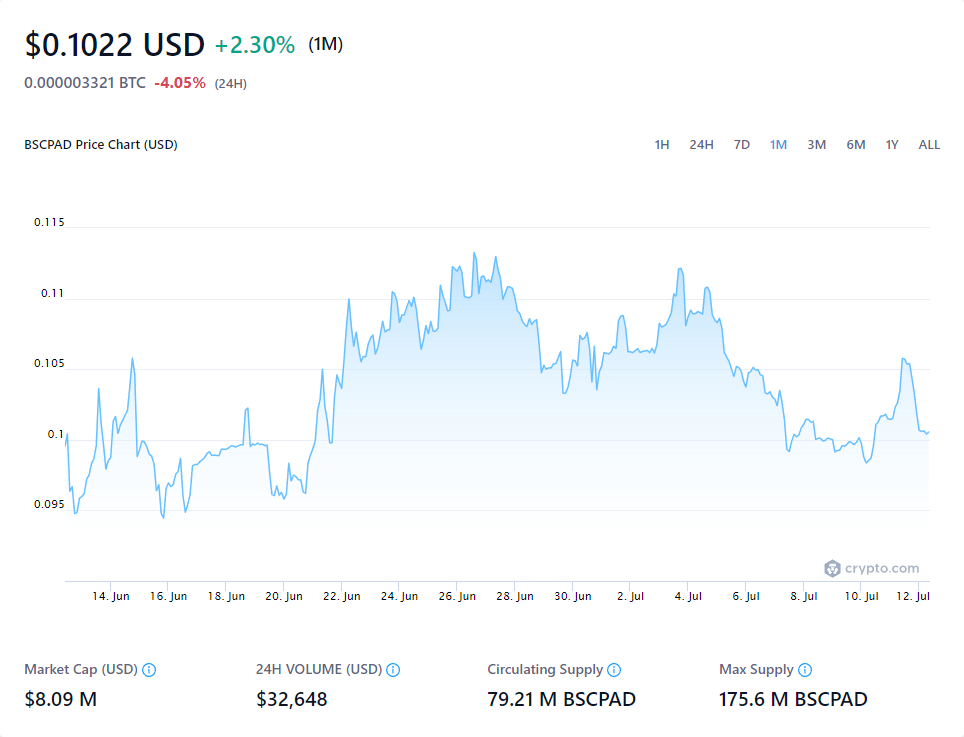 $0.1022 USD +2.30% (1M)
0.000003321 BTC -4.05% (24H)
BSCPAD Price Chart (USD) 1H 24H 7D 1M 3M 6M 1Y ALL
0.115
0.11
0.105
0.1
0.095
crypto.com
14. Jun 16. Jun 18. Jun 20. Jun 22. Jun 24. Jun 26. Jun 28. Jun 30. Jun 2. Jul 4. Jul 6. Jul 8. Jul 10. Jul 12. Jul
Market Cap (USD) 24H VOLUME (USD) Circulating Supply Max Supply
$8.09 M $32,648 79.21 M BSCPAD 175.6 M BSCPAD